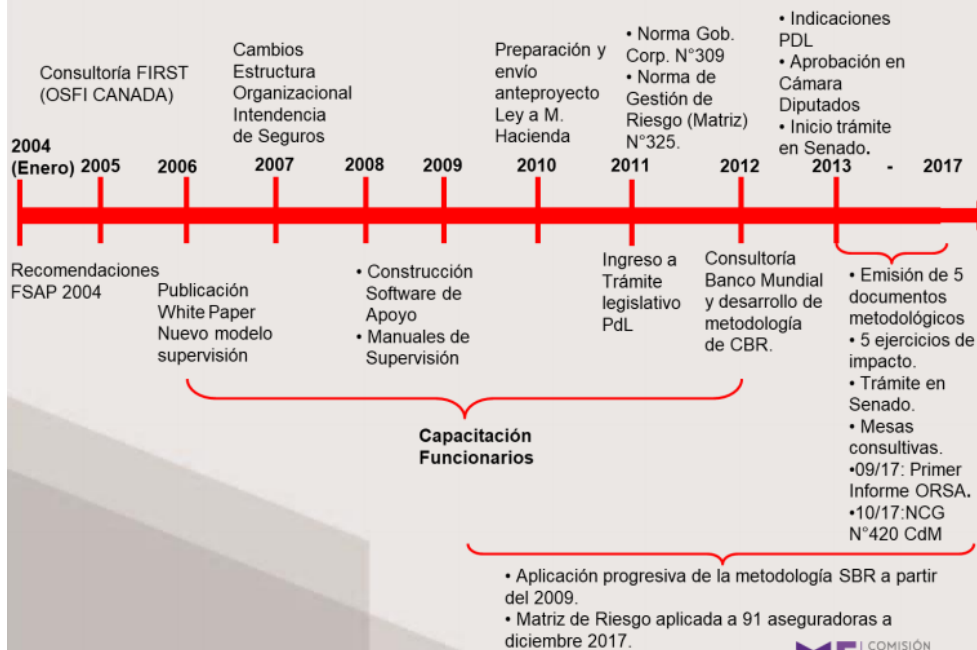 Consultoría FIRST
(OSFI CANADA)
Cambios
Estructura
Organizacional
Intendencia
de Seguros
Preparación y
envío
anteproyecto
Ley a M.
Hacienda
• Norma Gob.
Corp. N°309
• Norma de
Gestión de
Riesgo (Matriz)
N°325.
• Indicaciones
PDL
• Aprobación en
Cámara
Diputados
• Inicio trámite
en Senado.
2004
(Enero) 2005 2006 2007 2008 2009 2010 2011 2012 2013 - 2017
Recomendaciones
FSAP 2004
Publicación
White Paper
Nuevo modelo
supervisión
• Construcción
Software de
Apoyo
• Manuales de
Supervisión
Ingreso a
Trámite
legislativo
PdL
Consultoría
Banco Mundial
y desarrollo de
metodología
de CBR.
• Emisión de 5
documentos
metodológicos
• 5 ejercicios de
impacto.
• Trámite en
Senado.
• Mesas
consultivas.
•09/17: Primer
Informe ORSA.
•10/17:NCG
N°420 CdM
Capacitación
Funcionarios
• Aplicación progresiva de la metodología SBR a partir
del 2009.
• Matriz de Riesgo aplicada a 91 aseguradoras a
diciembre 2017.
COMISIÓN